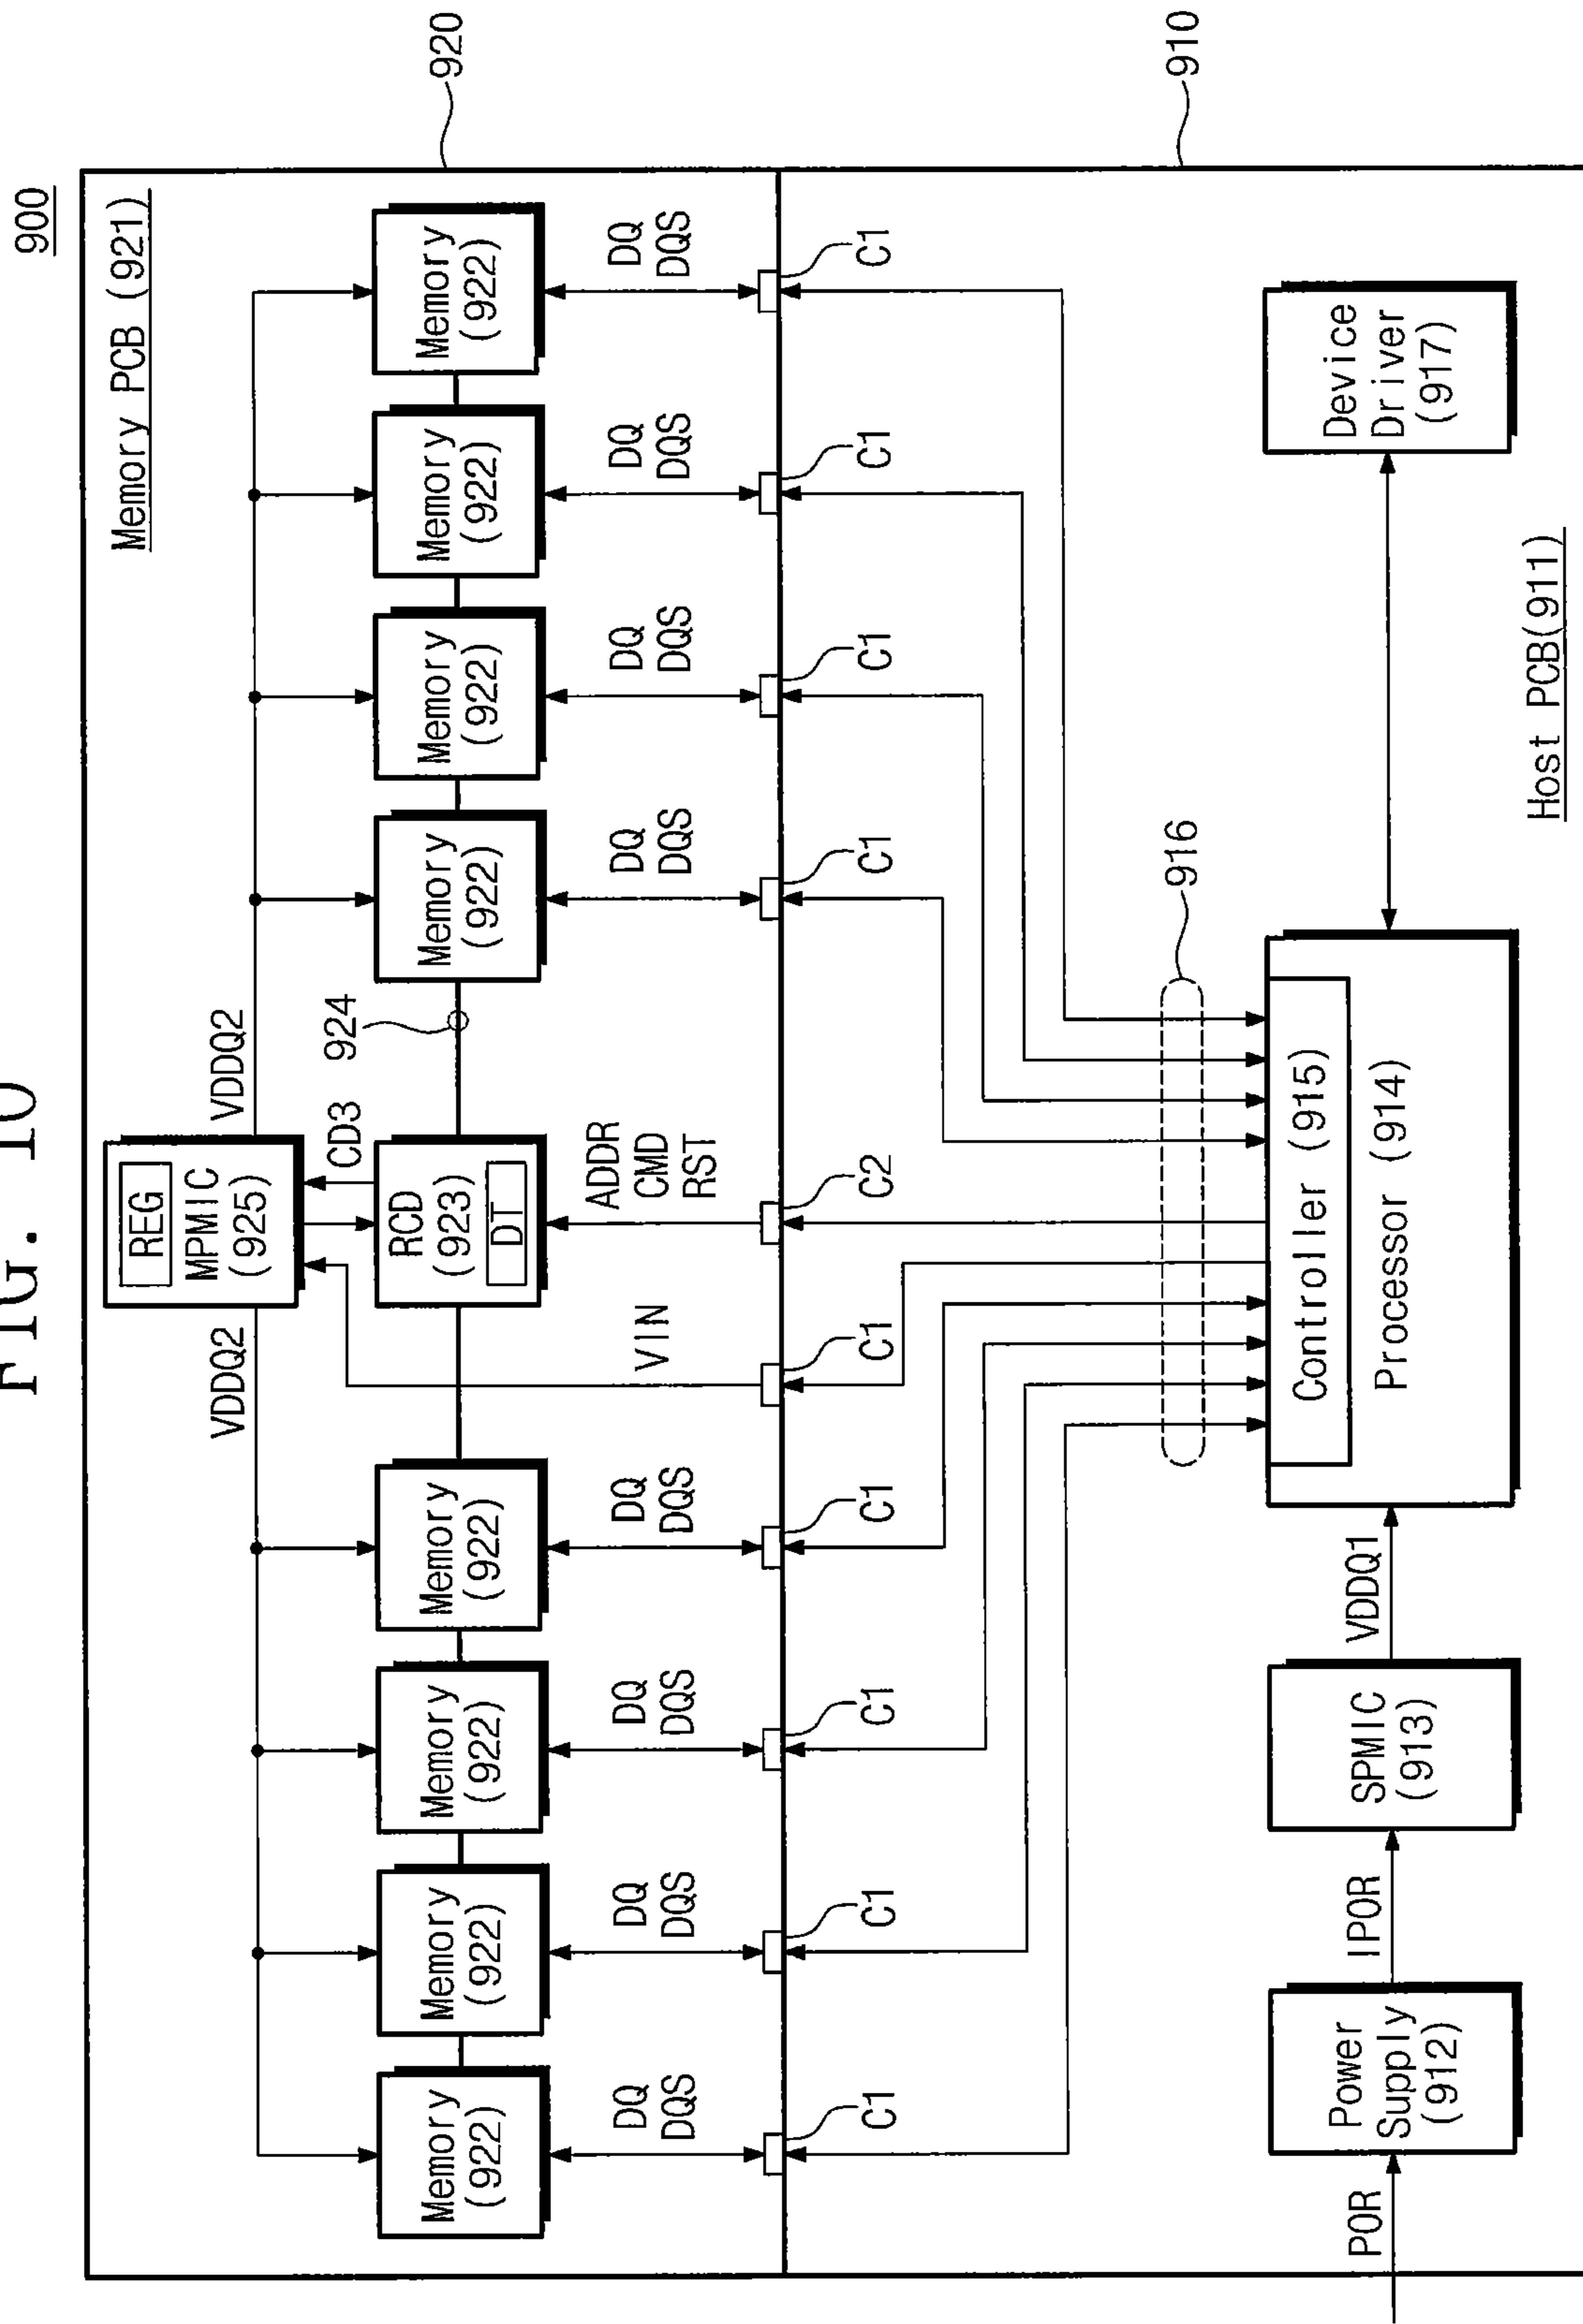 FIG. 10
900
Memory PCB (921)
920
REG
MPMIC
(925)
VDDQ2
VDDQ2
CD3
924
RCD
(923)
DT
Memory
(922)
Memory
(922)
Memory
(922)
Memory
(922)
Memory
(922)
Memory
(922)
Memory
(922)
Memory
(922)
DQ
DQS
DQ
DQS
DQ
DQS
DQ
DQS
VIN
ADDR
CMD
RST
DQ
DQS
DQ
DQS
DQ
DQS
DQ
DQS
C1
C1
C1
C1
C1
C2
C1
C1
C1
C1
910
916
Controller (915)
Processor (914)
POR
Power
Supply
(912)
IPOR
SPMIC
(913)
VDDQ1
Device
Driver
(917)
Host PCB(911)